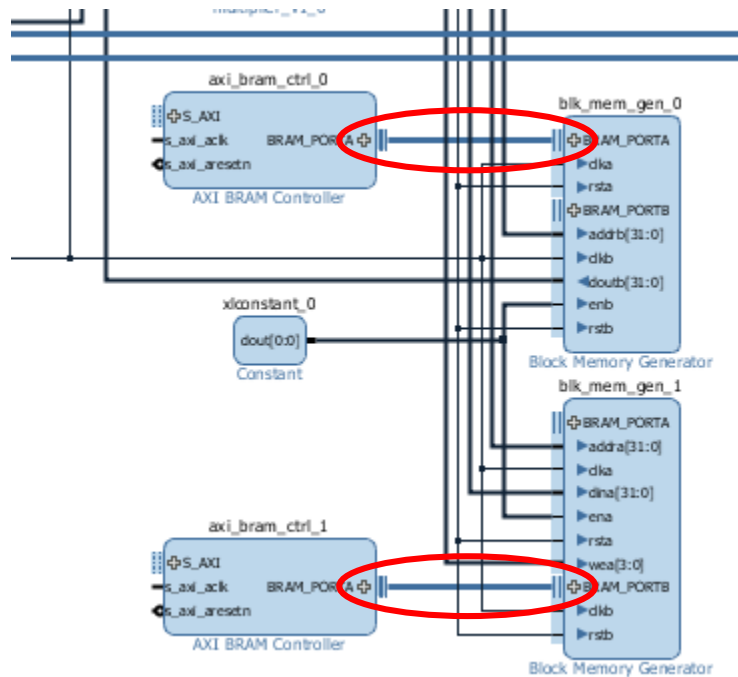 multiplier_v1_0
axi_bram_ctrl_0
S_AXI
s_axi_aclk
BRAM_PORTA
s_axi_aresetn
AXI BRAM Controller
blk_mem_gen_0
BRAM_PORTA
clka
rsta
BRAM_PORTB
addrb[31:0]
clkb
doutb[31:0]
enb
rstb
Block Memory Generator
xlconstant_0
dout[0:0]
Constant
blk_mem_gen_1
BRAM_PORTA
addra[31:0]
clka
dina[31:0]
ena
rsta
wea[3:0]
BRAM_PORTB
clkb
rstb
Block Memory Generator
axi_bram_ctrl_1
S_AXI
s_axi_aclk
BRAM_PORTA
s_axi_aresetn
AXI BRAM Controller